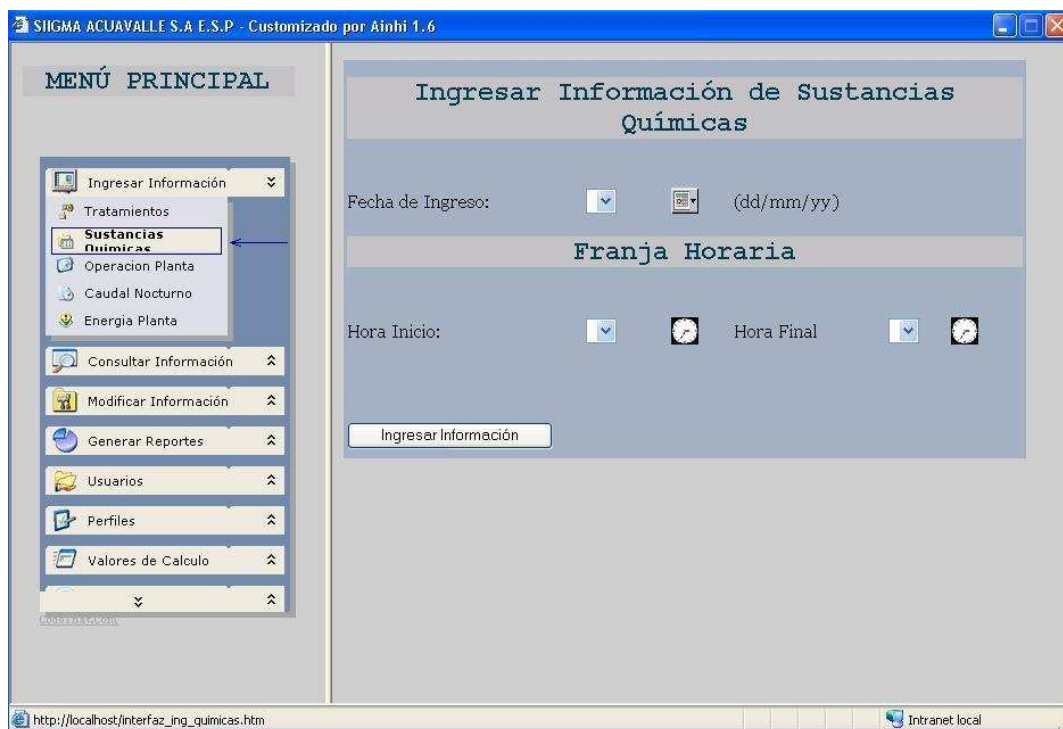 SIIGMA ACUAVALLE S.A E.S.P - Customizado por Ainhi 1.6
MENÚ PRINCIPAL
Ingresar Información
Tratamientos
Sustancias
Quimicas
Operacion Planta
Caudal Nocturno
Energia Planta
Consultar Información
Modificar Información
Generar Reportes
Usuarios
Perfiles
Valores de Calculo
Ingresar Información de Sustancias
Químicas
Fecha de Ingreso:
(dd/mm/yy)
Franja Horaria
Hora Inicio:
Hora Final
Ingresar Información
http://localhost/interfaz_ing_quimicas.htm
Intranet local